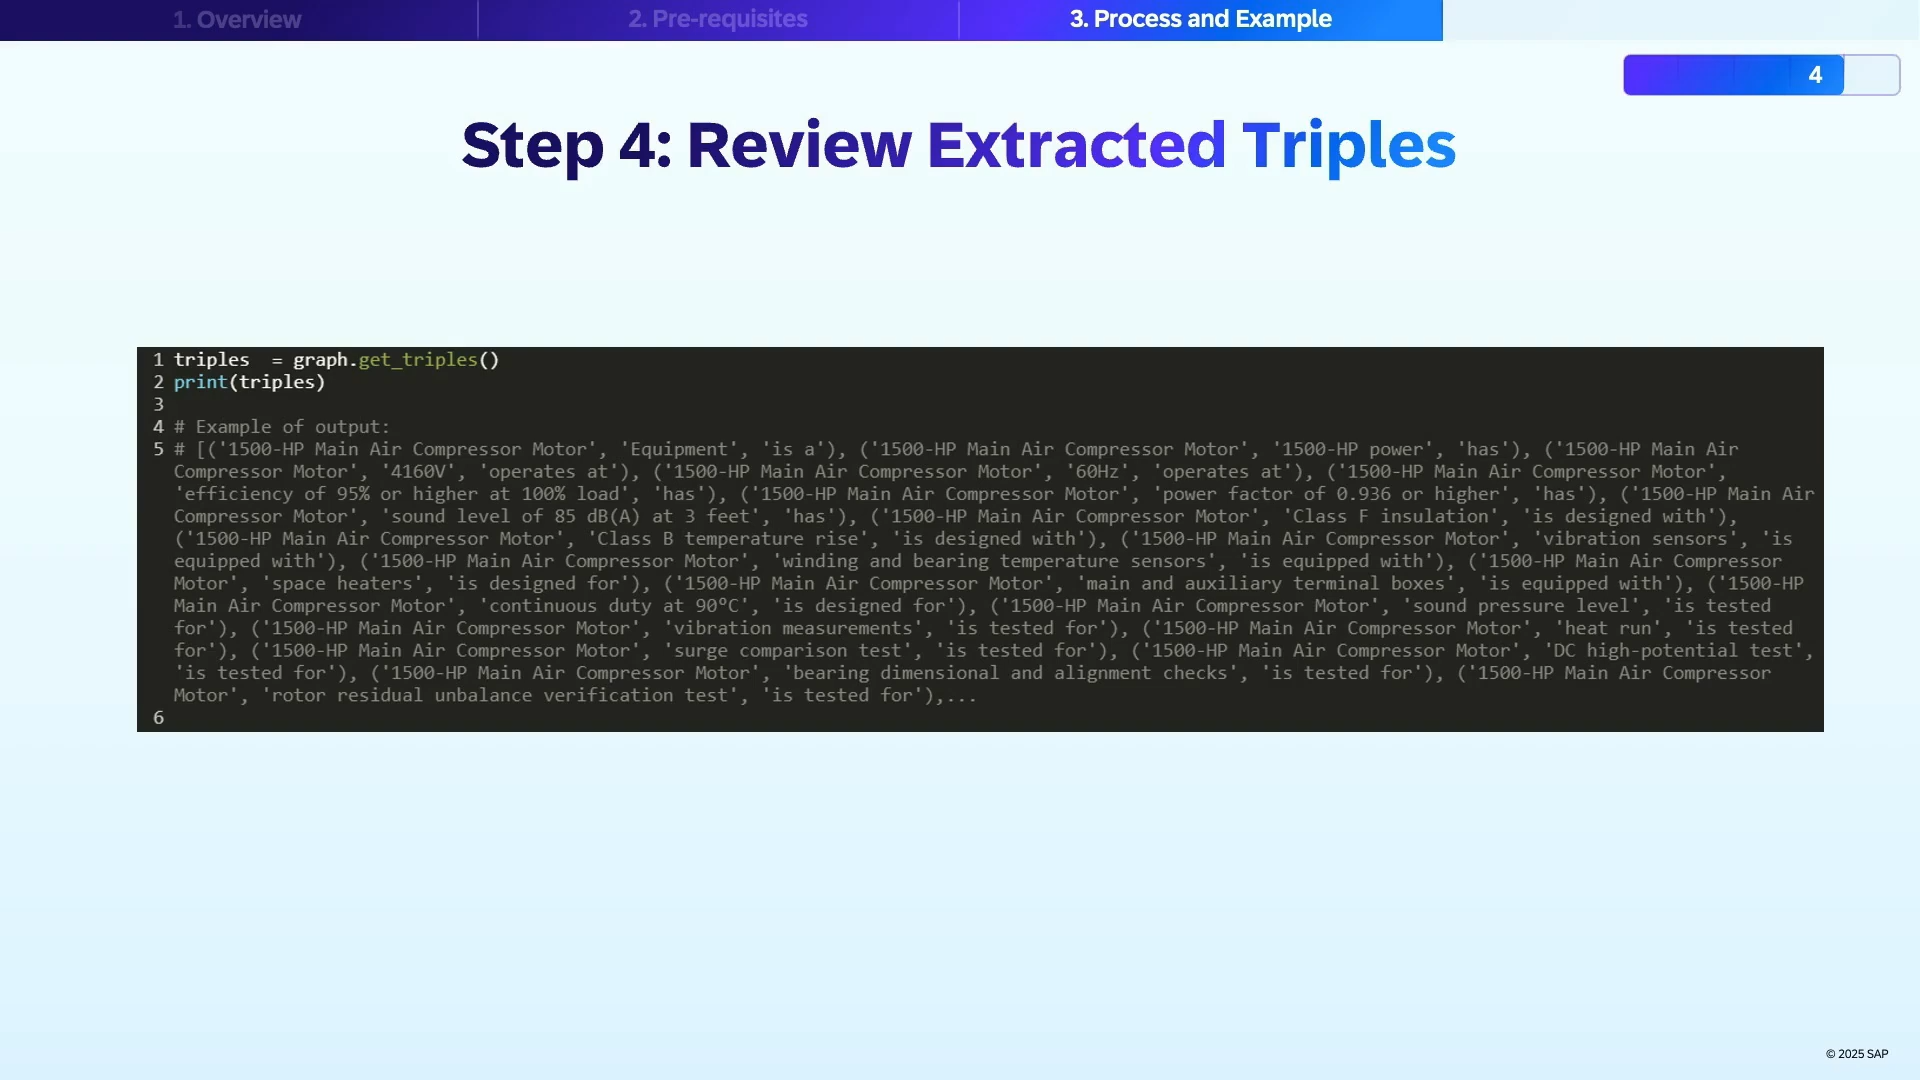 1. Overview
2. Pre-requisites
3. Process and Example
4
Step 4: Review Extracted Triples
1 triples  = graph.get_triples()
2 print(triples)
3
4 # Example of output:
5 # [('1500-HP Main Air Compressor Motor', 'Equipment', 'is a'), ('1500-HP Main Air Compressor Motor', '1500-HP power', 'has'), ('1500-HP Main Air
Compressor Motor', '4160V', 'operates at'), ('1500-HP Main Air Compressor Motor', '60Hz', 'operates at'), ('1500-HP Main Air Compressor Motor',
'efficiency of 95% or higher at 100% load', 'has'), ('1500-HP Main Air Compressor Motor', 'power factor of 0.936 or higher', 'has'), ('1500-HP Main Air
Compressor Motor', 'sound level of 85 dB(A) at 3 feet', 'has'), ('1500-HP Main Air Compressor Motor', 'Class F insulation', 'is designed with'),
('1500-HP Main Air Compressor Motor', 'Class B temperature rise', 'is designed with'), ('1500-HP Main Air Compressor Motor', 'vibration sensors', 'is
equipped with'), ('1500-HP Main Air Compressor Motor', 'winding and bearing temperature sensors', 'is equipped with'), ('1500-HP Main Air Compressor
Motor', 'space heaters', 'is designed for'), ('1500-HP Main Air Compressor Motor', 'main and auxiliary terminal boxes', 'is equipped with'), ('1500-HP
Main Air Compressor Motor', 'continuous duty at 90°C', 'is designed for'), ('1500-HP Main Air Compressor Motor', 'sound pressure level', 'is tested
for'), ('1500-HP Main Air Compressor Motor', 'vibration measurements', 'is tested for'), ('1500-HP Main Air Compressor Motor', 'heat run', 'is tested
for'), ('1500-HP Main Air Compressor Motor', 'surge comparison test', 'is tested for'), ('1500-HP Main Air Compressor Motor', 'DC high-potential test',
'is tested for'), ('1500-HP Main Air Compressor Motor', 'bearing dimensional and alignment checks', 'is tested for'), ('1500-HP Main Air Compressor
Motor', 'rotor residual unbalance verification test', 'is tested for'),...
6
© 2025 SAP